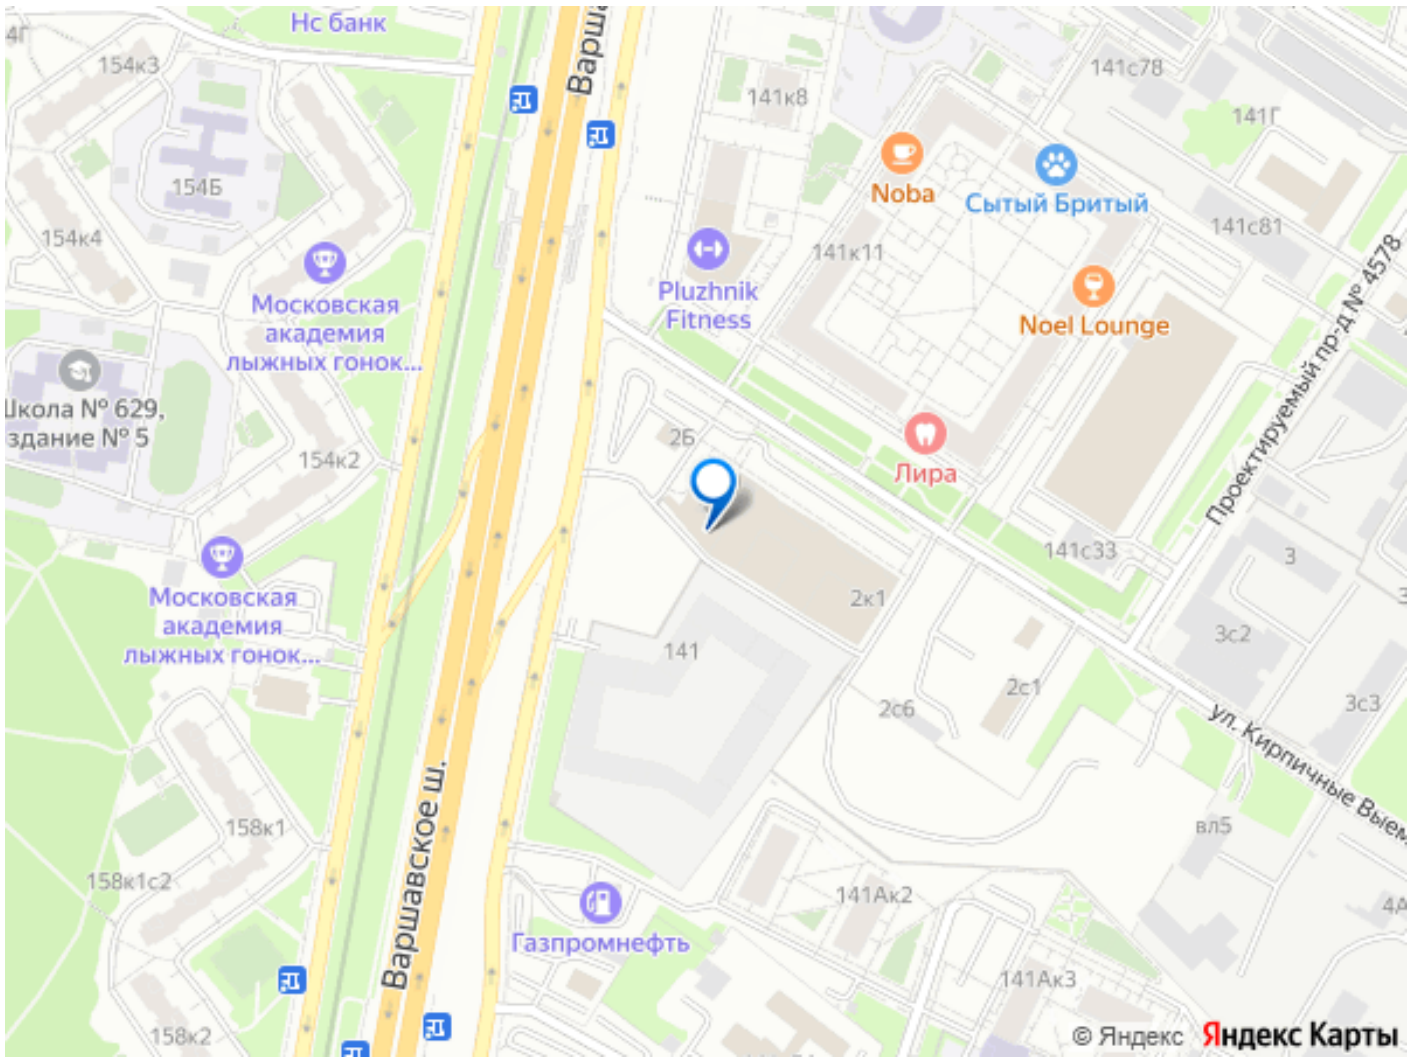 Нс банк
4Г
154к3
Варша
141с78
141к8
141Г
154Б
Noba
Сытый Бритый
154к4
141к11
141с81
Московская
академия
лыжных гонок...
Pluzhnik
Fitness
Noel Lounge
Проектируемый пр-д № 4578
Школа № 629,
здание № 5
154к2
2Б
Лира
141с33
3
Московская
академия
лыжных гонок...
2к1
141
3с2
2с1
2с6
3с3
ул. Кирпичные Выем
Варшавское ш.
158к1
вл5
158к1с2
141Ак2
4А
Газпромнефть
141Ак3
158к2
© Яндекс Яндекс Карты